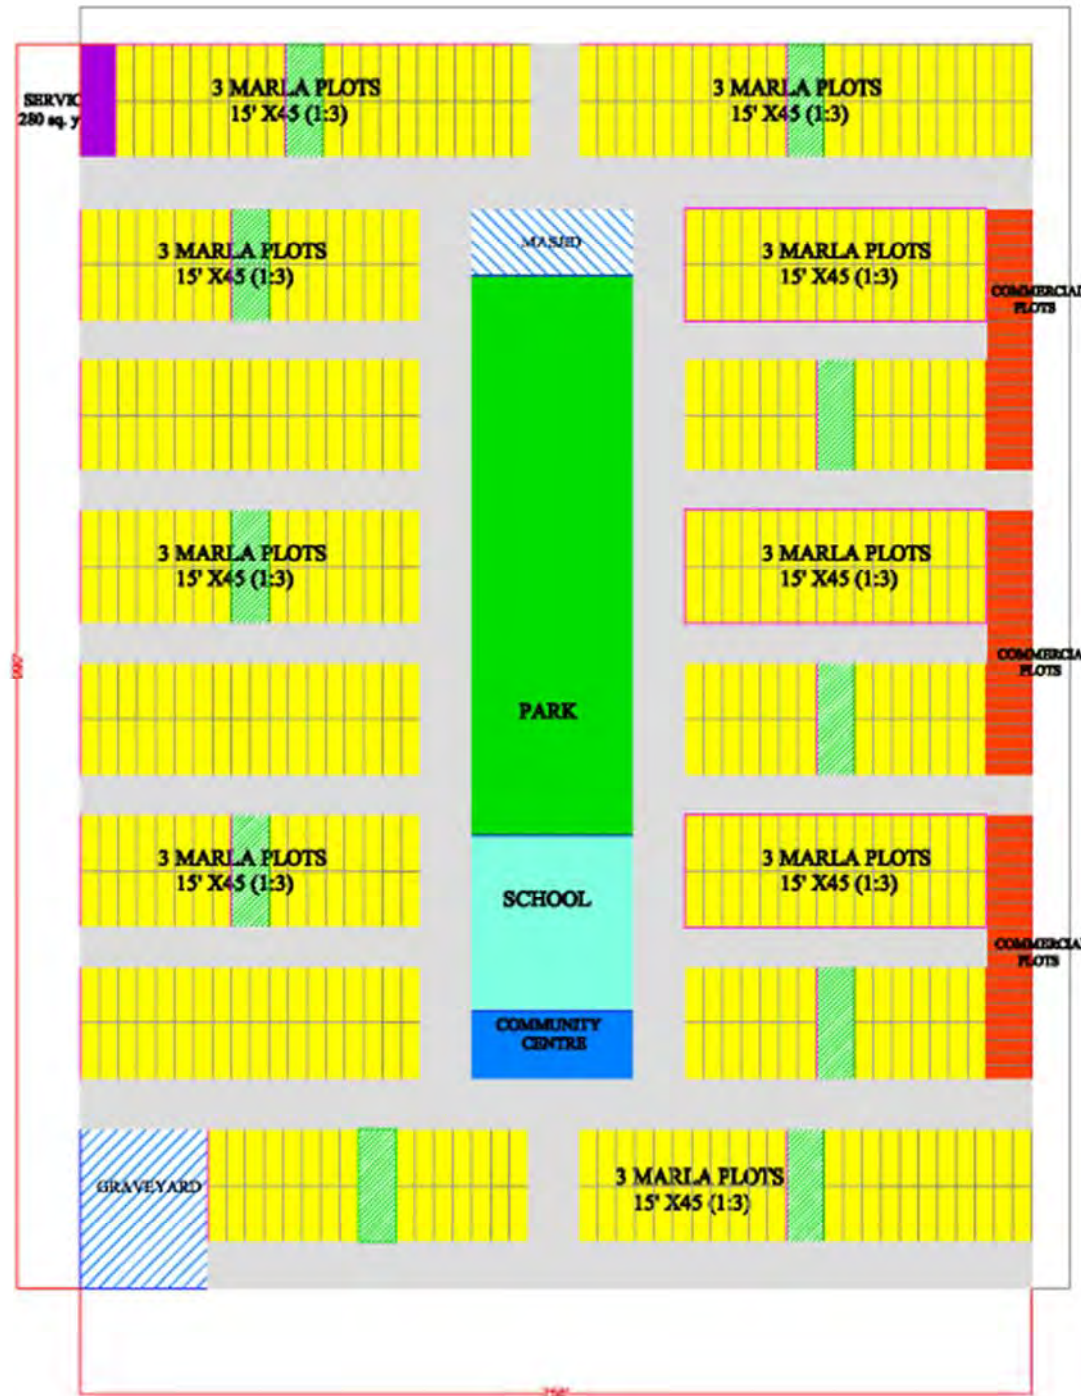 3 MARLA PLOTS
15' X45 (1:3)
3 MARLA PLOTS
15' X45 (1:3)
SERVIC
280 sq. y
MASJID
3 MARLA PLOTS
15' X45 (1:3)
3 MARLA PLOTS
15' X45 (1:3)
COMMERCIAL
PLOTS
3 MARLA PLOTS
15' X45 (1:3)
3 MARLA PLOTS
15' X45 (1:3)
COMMERCIA
PLOTS
PARK
3 MARLA PLOTS
15' X45 (1:3)
3 MARLA PLOTS
15' X45 (1:3)
SCHOOL
COMMERCIAL
PLOTS
COMMUNITY
CENTRE
GRAVEYARD
3 MARLA PLOTS
15' X45 (1:3)